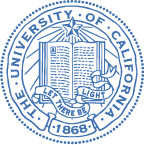 THE UNIVERSITY OF CALIFORNIA
LET THERE BE LIGHT
1868